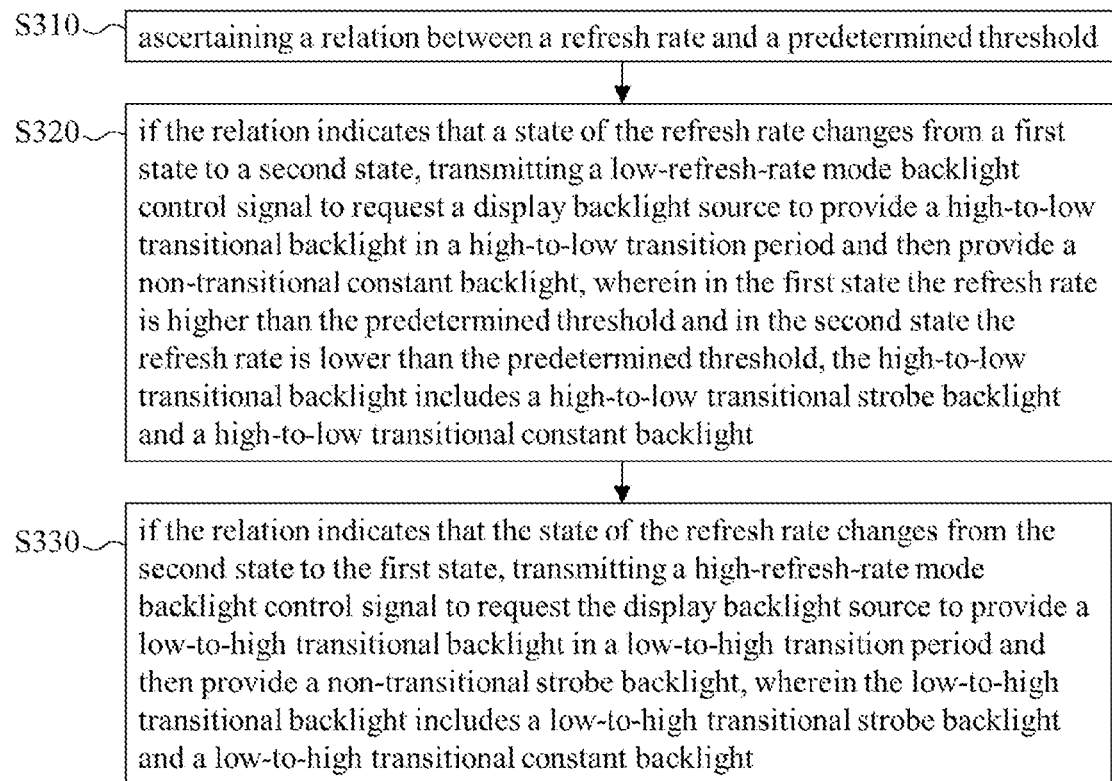 S310
ascertaining a relation between a refresh rate and a predetermined threshold
S320
if the relation indicates that a state of the refresh rate changes from a first
state to a second state, transmitting a low-refresh-rate mode backlight
control signal to request a display backlight source to provide a high-to-low
transitional backlight in a high-to-low transition period and then provide a
non-transitional constant backlight, wherein in the first state the refresh rate
is higher than the predetermined threshold and in the second state the
refresh rate is lower than the predetermined threshold, the high-to-low
transitional backlight includes a high-to-low transitional strobe backlight
and a high-to-low transitional constant backlight
S330
if the relation indicates that the state of the refresh rate changes from the
second state to the first state, transmitting a high-refresh-rate mode
backlight control signal to request the display backlight source to provide a
low-to-high transitional backlight in a low-to-high transition period and
then provide a non-transitional strobe backlight, wherein the low-to-high
transitional backlight includes a low-to-high transitional strobe backlight
and a low-to-high transitional constant backlight